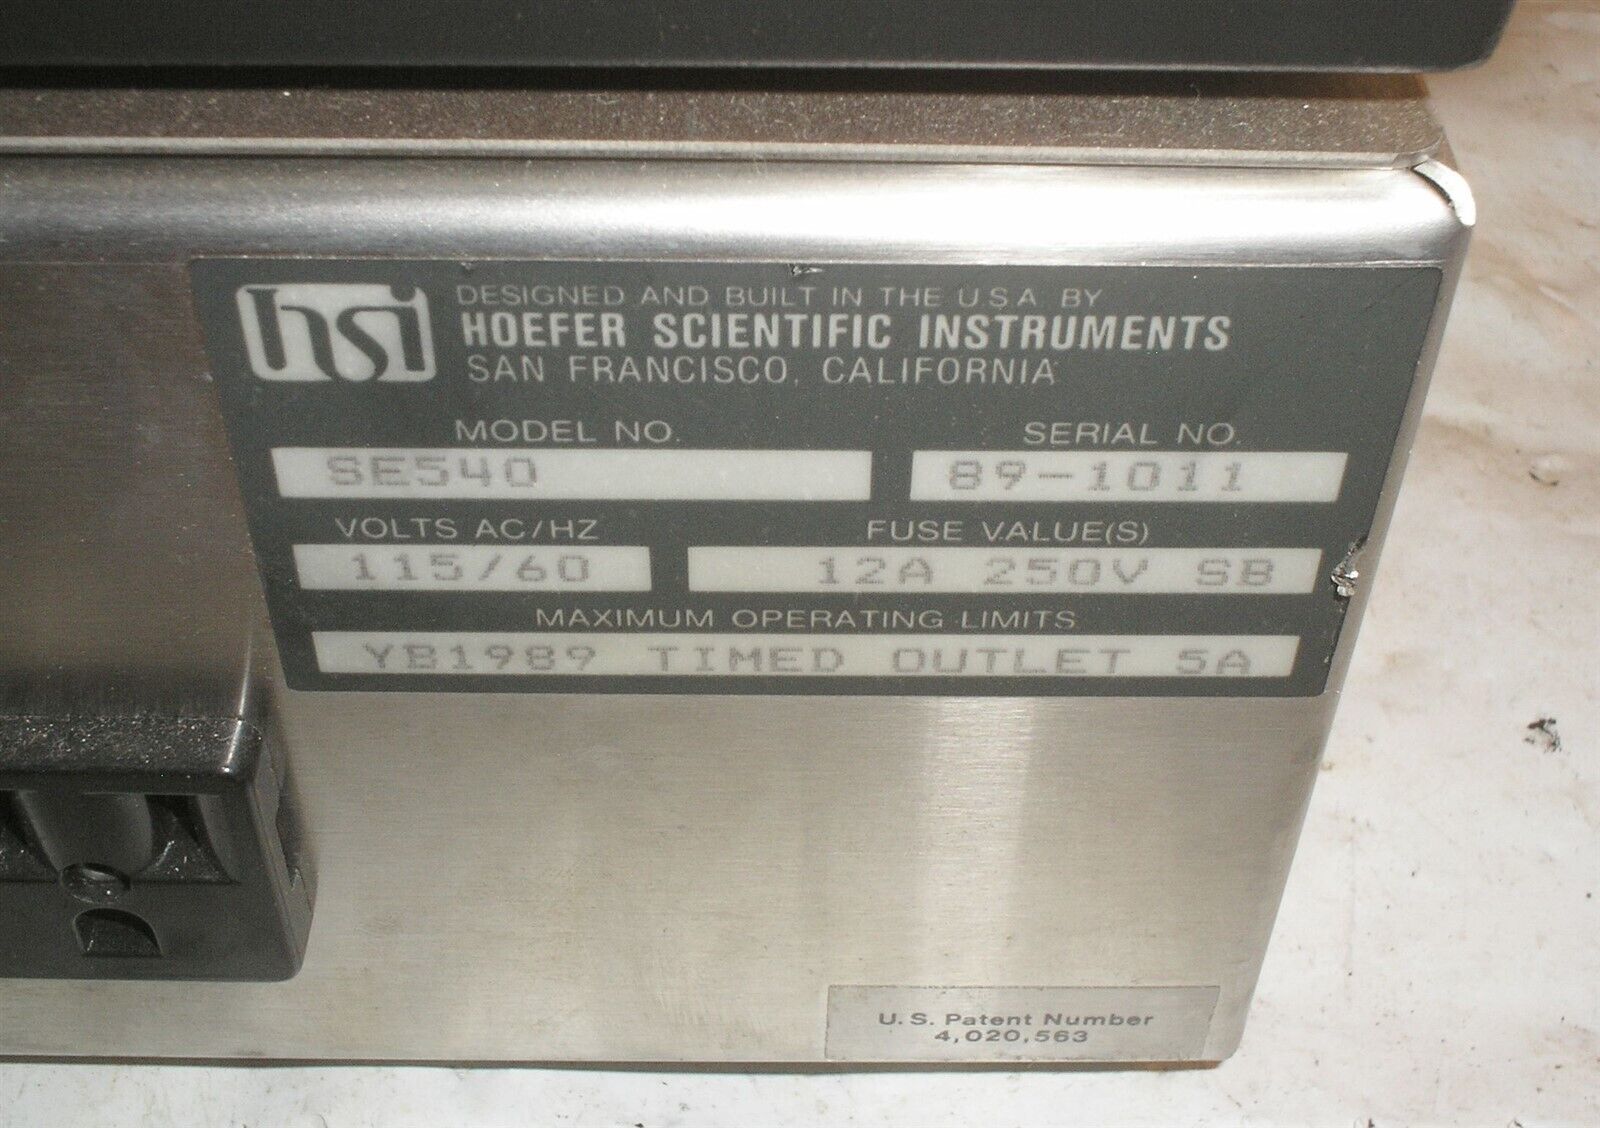 hsi
DESIGNED AND BUILT IN THE U.S.A. BY
HOEFER SCIENTIFIC INSTRUMENTS
SAN FRANCISCO, CALIFORNIA
MODEL NO. SERIAL NO.
SE540 89-1011
VOLTS AC/HZ FUSE VALUE(S)
115/60 12A 250V SB
MAXIMUM OPERATING LIMITS
YB1989 TIMED OUTLET 5A
U.S. Patent Number
4,020,563